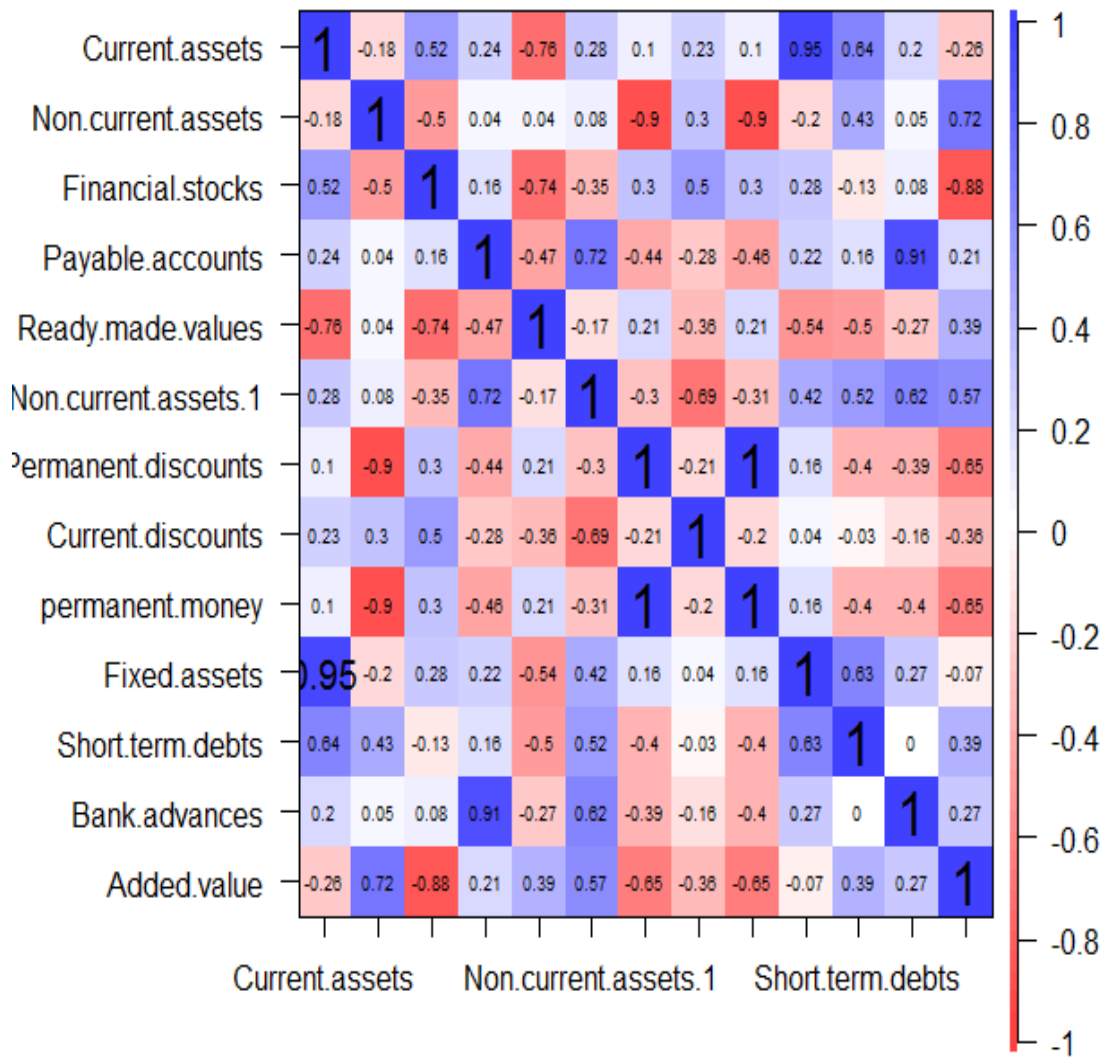 Current.assets 1 -0.18 0.52 0.24 -0.76 0.28 0.1 0.23 0.1 0.95 0.64 0.2 -0.26
Non.current.assets -0.18 1 -0.5 0.04 0.04 0.08 -0.9 0.3 -0.9 -0.2 0.43 0.05 0.72
Financial.stocks 0.52 -0.5 1 0.16 -0.74 -0.35 0.3 0.5 0.3 0.28 -0.13 0.08 -0.88
Payable.accounts 0.24 0.04 0.16 1 -0.47 0.72 -0.44 -0.28 -0.46 0.22 0.16 0.91 0.21
Ready.made.values -0.76 0.04 -0.74 -0.47 1 -0.17 0.21 -0.36 0.21 -0.54 -0.5 -0.27 0.39
Non.current.assets.1 0.28 0.08 -0.35 0.72 -0.17 1 -0.3 -0.69 -0.31 0.42 0.52 0.62 0.57
Permanent.discounts 0.1 -0.9 0.3 -0.44 0.21 -0.3 1 -0.21 1 0.16 -0.4 -0.39 -0.65
Current.discounts 0.23 0.3 0.5 -0.28 -0.36 -0.69 -0.21 1 -0.2 0.04 -0.03 -0.16 -0.36
permanent.money 0.1 -0.9 0.3 -0.46 0.21 -0.31 1 -0.2 1 0.16 -0.4 -0.4 -0.65
Fixed.assets 0.95 -0.2 0.28 0.22 -0.54 0.42 0.16 0.04 0.16 1 0.63 0.27 -0.07
Short.term.debts 0.64 0.43 -0.13 0.16 -0.5 0.52 -0.4 -0.03 -0.4 0.63 1 0 0.39
Bank.advances 0.2 0.05 0.08 0.91 -0.27 0.62 -0.39 -0.16 -0.4 0.27 0 1 0.27
Added.value -0.26 0.72 -0.88 0.21 0.39 0.57 -0.65 -0.36 -0.65 -0.07 0.39 0.27 1
Current.assets Non.current.assets.1 Short.term.debts
1
0.8
0.6
0.4
0.2
0
-0.2
-0.4
-0.6
-0.8
-1